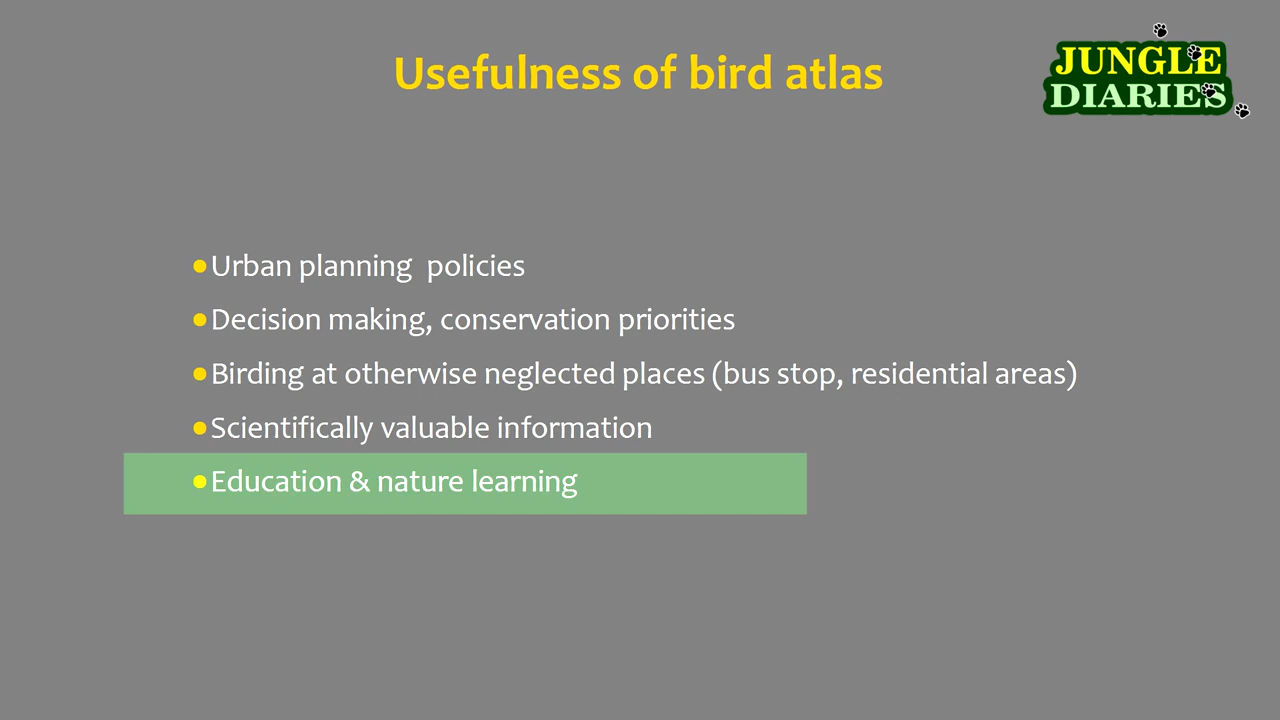 Usefulness of bird atlas
JUNGLE
DIARIES
●Urban planning  policies
●Decision making, conservation priorities
●Birding at otherwise neglected places (bus stop, residential areas)
●Scientifically valuable information
●Education & nature learning